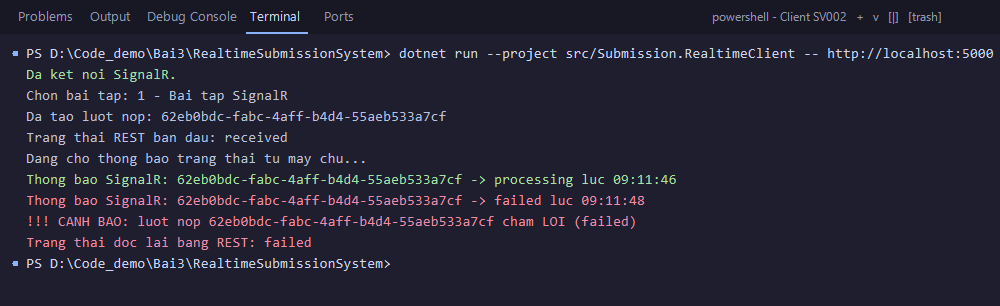 Problems Output Debug Console Terminal Ports powershell - Client SV002 + v [|] [trash]
PS D:\Code_demo\Bai3\RealtimeSubmissionSystem> dotnet run --project src/Submission.RealtimeClient -- http://localhost:5000
Da ket noi SignalR.
Chon bai tap: 1 - Bai tap SignalR
Da tao luot nop: 62eb0bdc-fabc-4aff-b4d4-55aeb533a7cf
Trang thai REST ban dau: received
Dang cho thong bao trang thai tu may chu...
Thong bao SignalR: 62eb0bdc-fabc-4aff-b4d4-55aeb533a7cf -> processing luc 09:11:46
Thong bao SignalR: 62eb0bdc-fabc-4aff-b4d4-55aeb533a7cf -> failed luc 09:11:48
!!! CANH BAO: luot nop 62eb0bdc-fabc-4aff-b4d4-55aeb533a7cf cham LOI (failed)
Trang thai doc lai bang REST: failed
PS D:\Code_demo\Bai3\RealtimeSubmissionSystem>